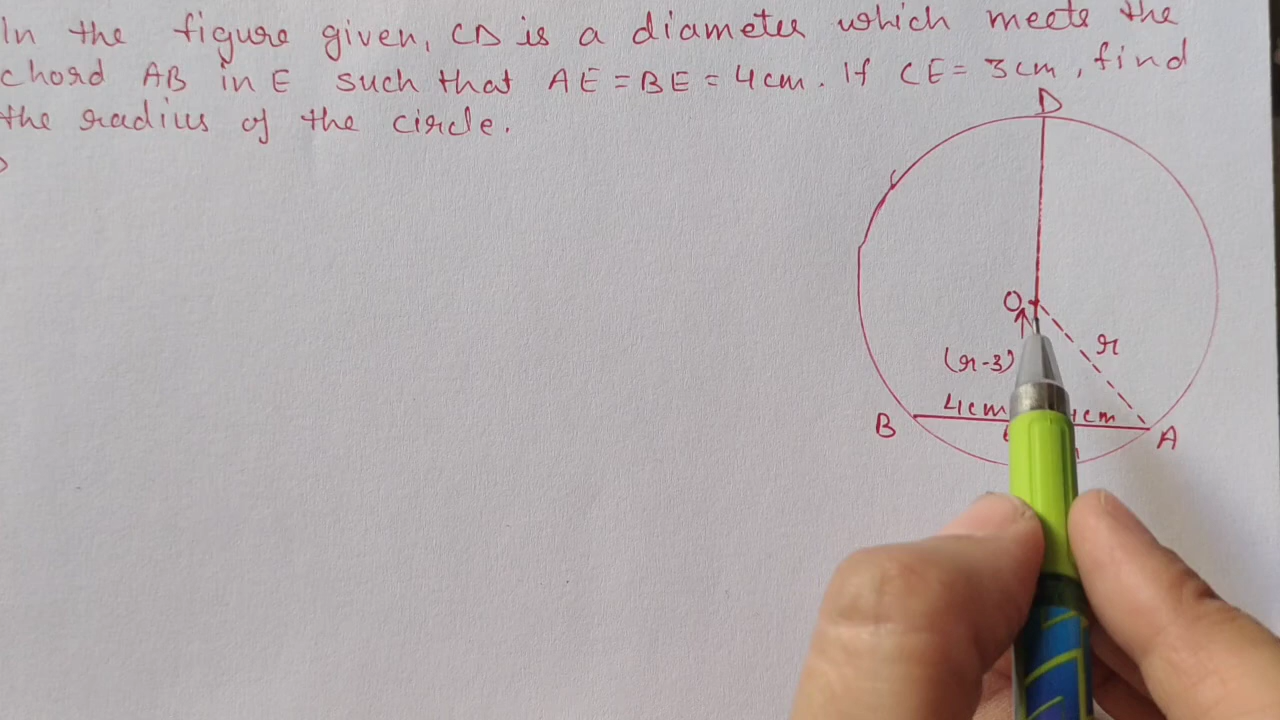 In the figure given, CD is a diameter which meets the
chord AB in E such that AE = BE = 4cm. If CE = 3cm, find
the radius of the circle.
D
O
r
(r-3)
4cm
cm
B
A